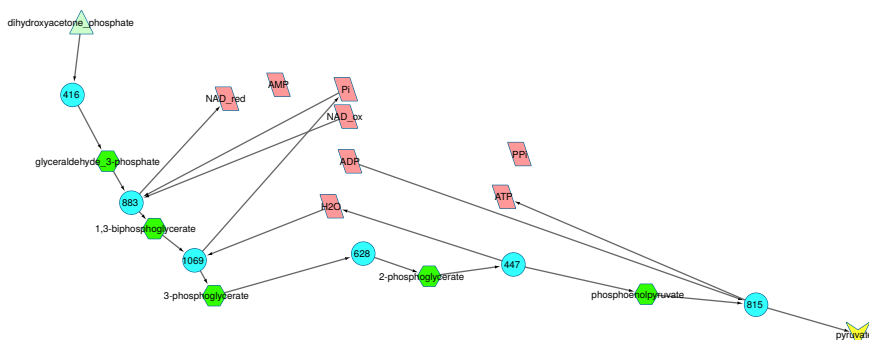 dihydroxyacetone_phosphate
416
NAD_red
AMP
Pi
NAD_ox
glyceraldehyde_3-phosphate
ADP
PPi
883
ATP
H2O
1,3-biphosphoglycerate
1069
628
447
2-phosphoglycerate
3-phosphoglycerate
phosphoenolpyruvate
815
pyruvate